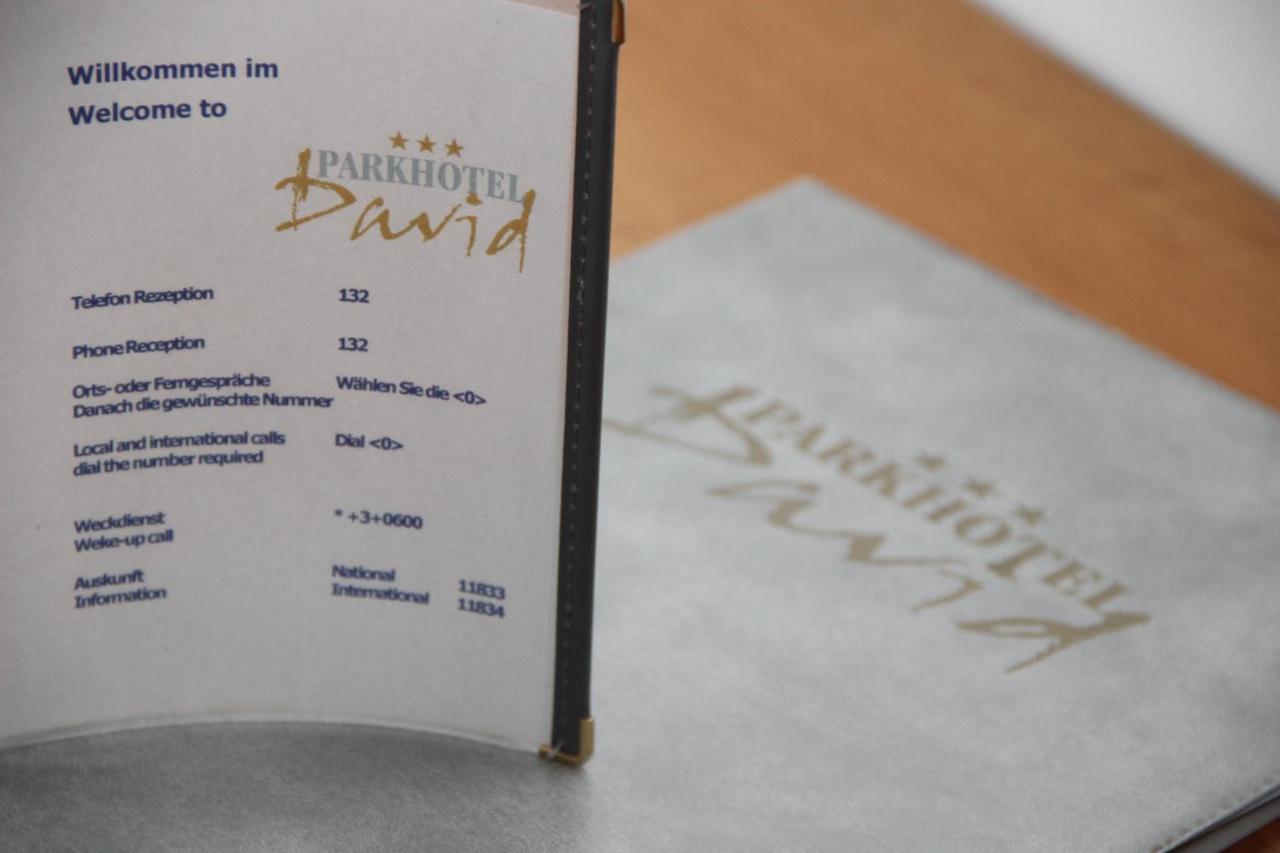 Willkommen im
Welcome to
PARKHOTEL
David
Telefon Rezeption 132
Phone Reception 132
Orts- oder Ferngespräche Wählen Sie die <0>
Danach die gewünschte Nummer
Local and international calls Dial <0>
dial the number required
Weckdienst * +3+0600
Weke-up call
Auskunft National 11833
Information International 11834
PARKHOTEL
David